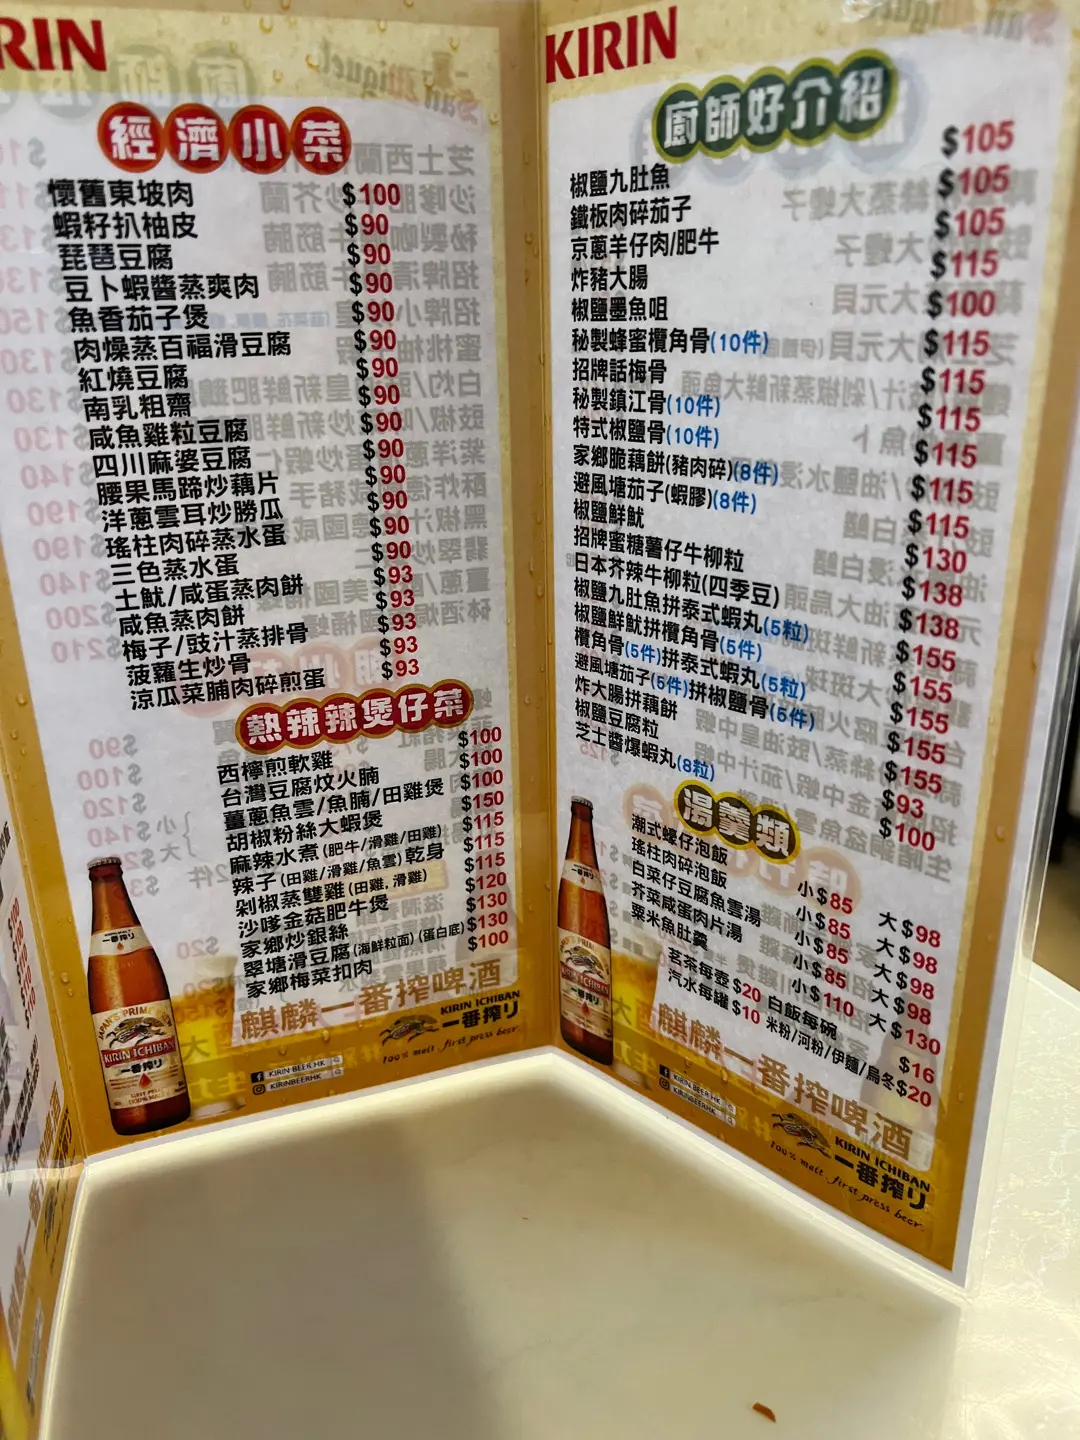 KIRIN
經濟小菜
懷舊東坡肉 $100
蝦籽扒柚皮 $90
琵琶豆腐 $90
豆卜蝦醬蒸爽肉 $90
魚香茄子煲 $90
肉燥蒸百福滑豆腐 $90
紅燒豆腐 $90
南乳粗齋 $90
咸魚雞粒豆腐 $90
四川麻婆豆腐 $90
腰果馬蹄炒藕片 $90
洋蔥雲耳炒勝瓜 $90
瑤柱肉碎蒸水蛋 $90
三色蒸水蛋 $90
土魷/咸蛋蒸肉餅 $93
咸魚蒸肉餅 $93
梅子/豉汁蒸排骨 $93
菠蘿生炒骨 $93
涼瓜菜脯肉碎煎蛋 $93
熱辣辣煲仔菜
西檸煎軟雞 $100
台灣豆腐炆火腩 $100
薑蔥魚雲/魚腩/田雞煲 $100
胡椒粉絲大蝦煲 $150
麻辣水煮(肥牛/滑雞/田雞) $115
辣子(田雞/滑雞/魚雲)乾身 $115
剁椒蒸雙雞(田雞,滑雞) $115
沙嗲金菇肥牛煲 $120
家鄉炒銀絲 $130
翠塘滑豆腐(海鮮粒面)(蛋白底) $130
家鄉梅菜扣肉 $100
麒麟一番搾啤酒
KIRIN BEER HK
KIRINBEERHK
KIRIN ICHIBAN
一番搾り
100% malt first press beer.
KIRIN
廚師好介紹
椒鹽九肚魚 $105
鐵板肉碎茄子 $105
京蔥羊仔肉/肥牛 $105
炸豬大腸 $115
椒鹽墨魚咀 $100
秘製蜂蜜欖角骨(10件) $115
招牌話梅骨 $115
秘製鎮江骨(10件) $115
特式椒鹽骨(10件) $115
家鄉脆藕餅(豬肉碎)(8件) $115
避風塘茄子(蝦膠)(8件) $115
椒鹽鮮魷 $130
招牌蜜糖薯仔牛柳粒 $138
日本芥辣牛柳粒(四季豆) $138
椒鹽九肚魚拼泰式蝦丸(5粒) $155
椒鹽鮮魷拼欖角骨(5件) $155
欖角骨(5件)拼泰式蝦丸(5粒) $155
避風塘茄子(5件)拼椒鹽骨(5件) $155
炸大腸拼藕餅 $155
椒鹽豆腐粒 $93
芝士醬爆蝦丸(8粒) $100
湯羹類
潮式蠔仔泡飯 小$85 大$98
瑤柱肉碎泡飯 小$85 大$98
白菜仔豆腐魚雲湯 小$85 大$98
芥菜咸蛋肉片湯 小$85 大$98
粟米魚肚羹 小$110 大$130
茗茶每壺 $20 白飯每碗 $16
汽水每罐 $10 米粉/河粉/伊麵/烏冬 $20
麒麟一番搾啤酒
KIRIN BEER HK
KIRINBEERHK
KIRIN ICHIBAN
一番搾り
100% malt first press beer.